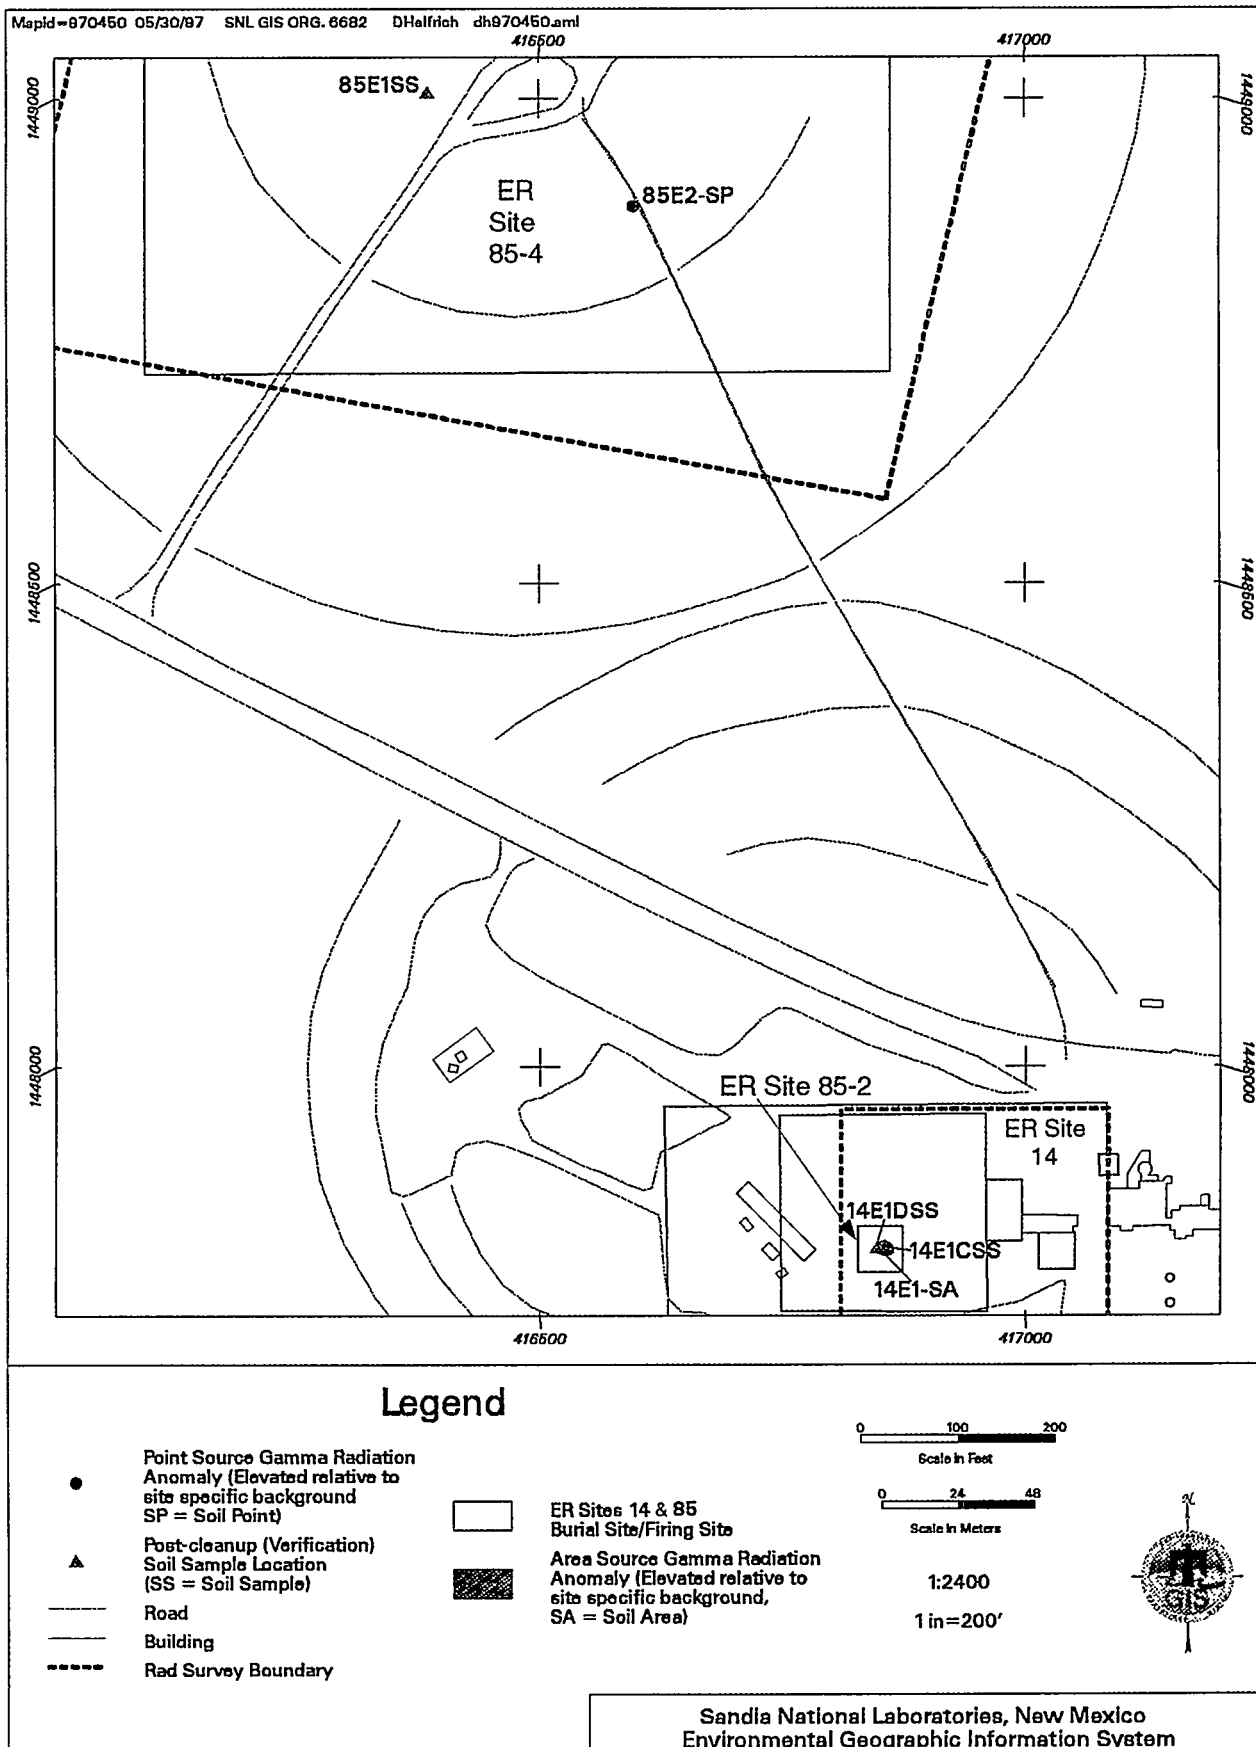 MapId=970450 05/30/97 SNL GIS ORG. 6682 DHelfrich dh970450.aml
416500
417000
1449000
1449000
85E1SS
85E2-SP
ER
Site
85-4
1448500
1448500
1448000
1448000
ER Site 85-2
ER Site
14
14E1DSS
14E1CSS
14E1-SA
416500
417000
Legend
Point Source Gamma Radiation
Anomaly (Elevated relative to
site specific background
SP = Soil Point)
Post-cleanup (Verification)
Soil Sample Location
(SS = Soil Sample)
Road
Building
Rad Survey Boundary
ER Sites 14 & 85
Burial Site/Firing Site
Area Source Gamma Radiation
Anomaly (Elevated relative to
site specific background,
SA = Soil Area)
0 100 200
Scale in Feet
0 24 48
Scale in Meters
1:2400
1 in=200'
N
GIS
Sandia National Laboratories, New Mexico
Environmental Geographic Information System